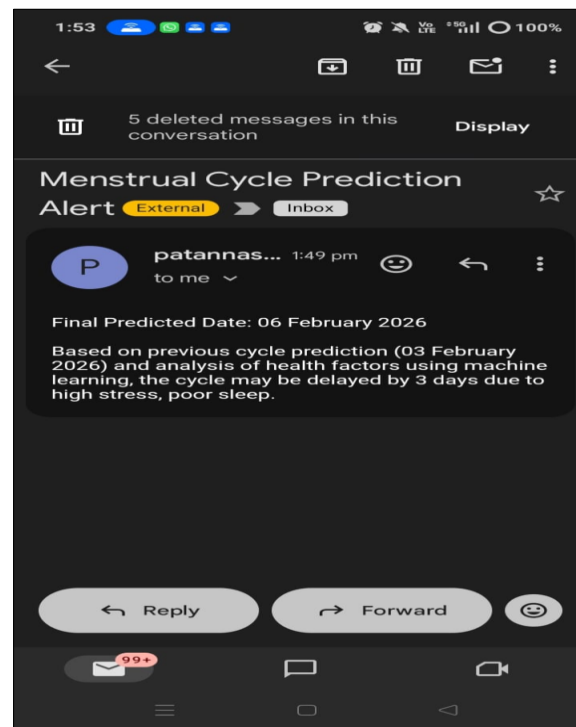 1:53 Vo LTE 5G 100%
5 deleted messages in this
conversation
Display
Menstrual Cycle Prediction
Alert External Inbox
P
patannas... 1:49 pm
to me
Final Predicted Date: 06 February 2026
Based on previous cycle prediction (03 February
2026) and analysis of health factors using machine
learning, the cycle may be delayed by 3 days due to
high stress, poor sleep.
Reply
Forward
99+